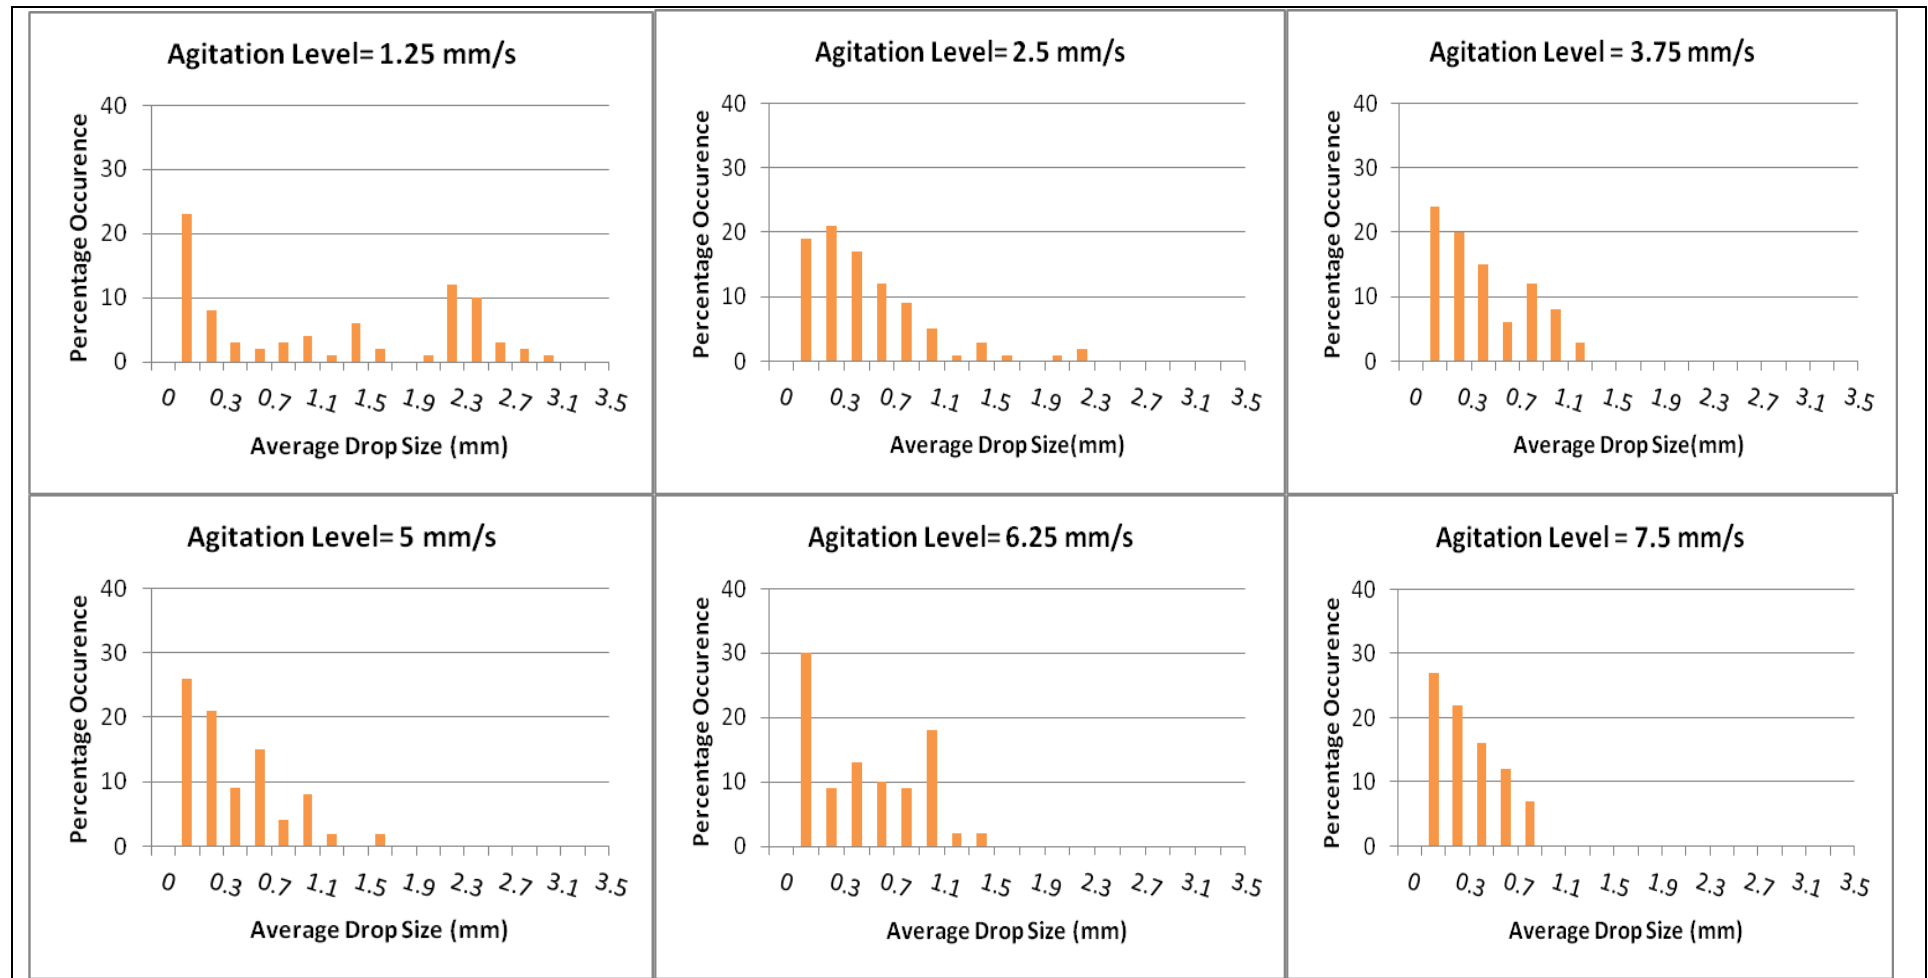 Agitation Level= 1.25 mm/s
Percentage Occurence
40
30
20
10
0
0 0.3 0.7 1.1 1.5 1.9 2.3 2.7 3.1 3.5
Average Drop Size (mm)
Agitation Level= 2.5 mm/s
Percentage Occurence
40
30
20
10
0
0 0.3 0.7 1.1 1.5 1.9 2.3 2.7 3.1 3.5
Average Drop Size(mm)
Agitation Level = 3.75 mm/s
Percentage Occurence
40
30
20
10
0
0 0.3 0.7 1.1 1.5 1.9 2.3 2.7 3.1 3.5
Average Drop Size(mm)
Agitation Level= 5 mm/s
Percentage Occurence
40
30
20
10
0
0 0.3 0.7 1.1 1.5 1.9 2.3 2.7 3.1 3.5
Average Drop Size (mm)
Agitation Level= 6.25 mm/s
Percentage Occurence
40
30
20
10
0
0 0.3 0.7 1.1 1.5 1.9 2.3 2.7 3.1 3.5
Average Drop Size (mm)
Agitation Level = 7.5 mm/s
Percentage Occurence
40
30
20
10
0
0 0.3 0.7 1.1 1.5 1.9 2.3 2.7 3.1 3.5
Average Drop Size (mm)